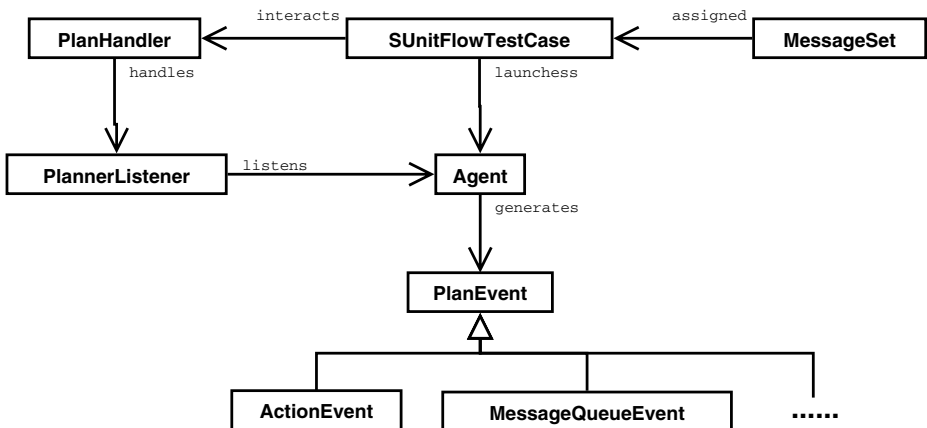 interacts
assigned
PlanHandler
SUnitFlowTestCase
MessageSet
handles
launchess
listens
PlannerListener
Agent
generates
PlanEvent
ActionEvent
MessageQueueEvent
......